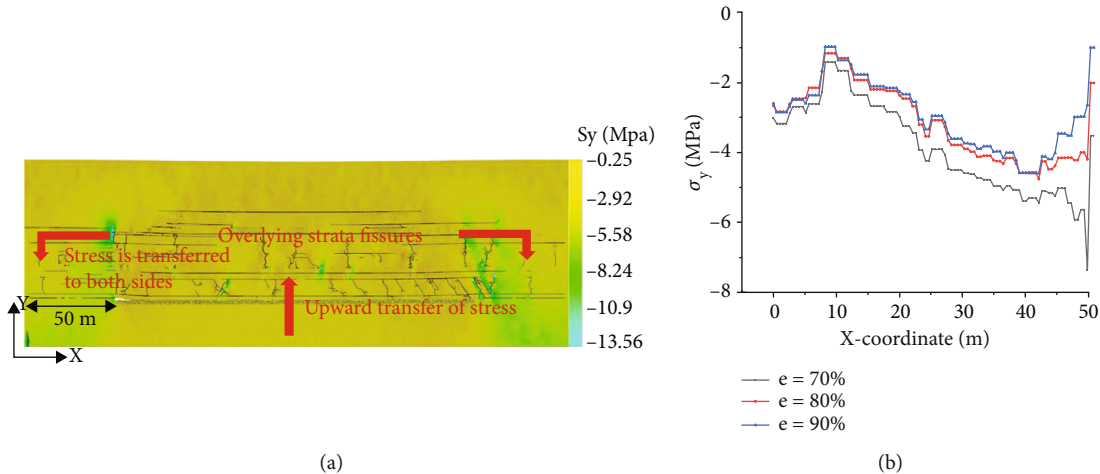 Sy (Mpa)
−0.25
−2.92
−5.58
−8.24
−10.9
−13.56
Overlying strata fissures
Stress is transferred
to both sides
Upward transfer of stress
50 m
Y
X
(a)
(b)
0
−2
−4
−6
−8
σy (MPa)
0 10 20 30 40 50
X-coordinate (m)
e = 70%
e = 80%
e = 90%